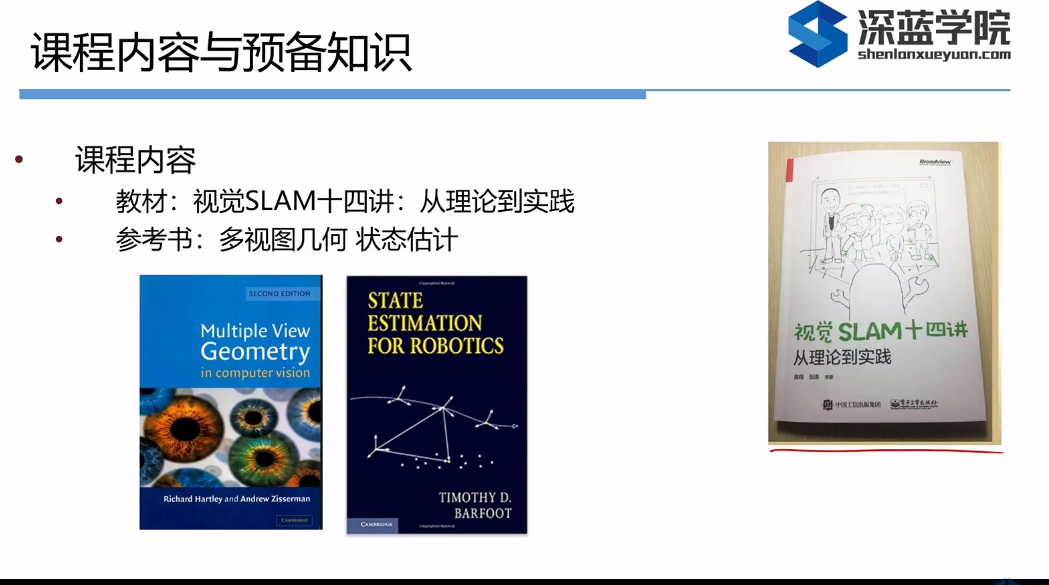 课程内容与预备知识
深蓝学院
shenlanxueyuan.com
课程内容
教材：视觉SLAM十四讲：从理论到实践
参考书：多视图几何 状态估计
SECOND EDITION
Multiple View
Geometry
in computer vision
Richard Hartley and Andrew Zisserman
CAMBRIDGE
STATE
ESTIMATION
FOR ROBOTICS
TIMOTHY D.
BARFOOT
CAMBRIDGE
Broadview
视觉SLAM十四讲
从理论到实践
高翔 张涛 等著
中国工信出版集团
电子工业出版社